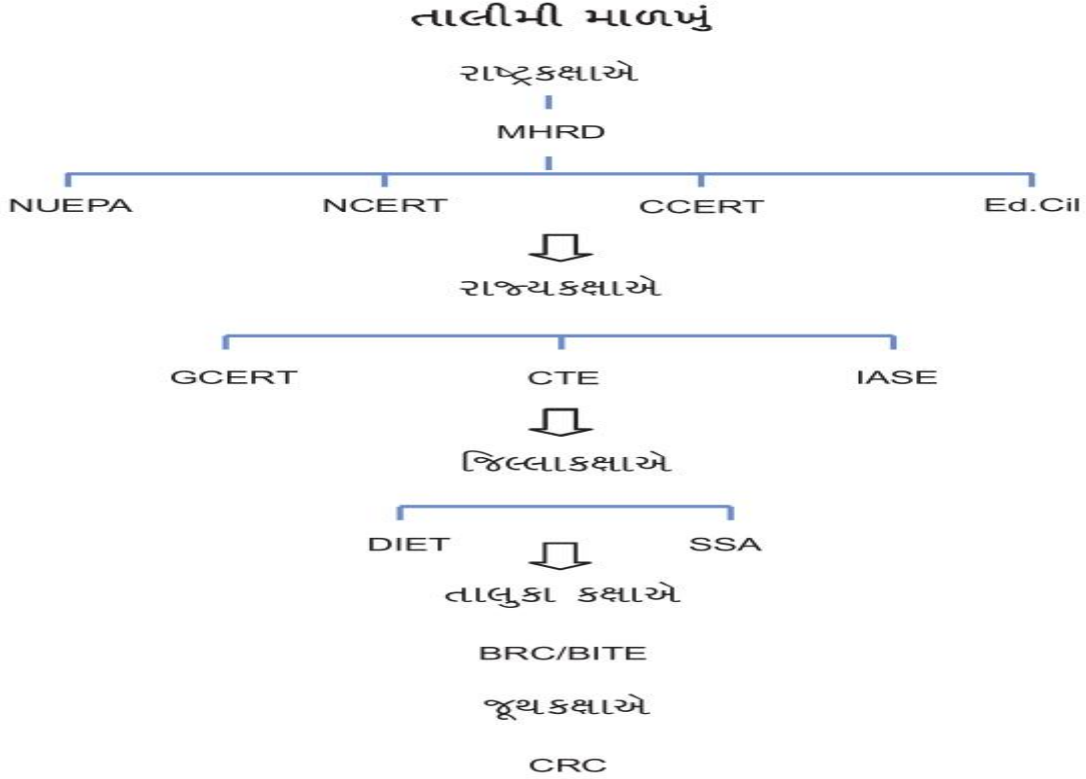 તાલીમી માળખું
રાષ્ટ્રકક્ષાએ
MHRD
NUEPA NCERT CCERT Ed.Cil
રાજ્યકક્ષાએ
GCERT CTE IASE
જિલ્લાકક્ષાએ
DIET SSA
તાલુકા કક્ષાએ
BRC/BITE
જૂથકક્ષાએ
CRC